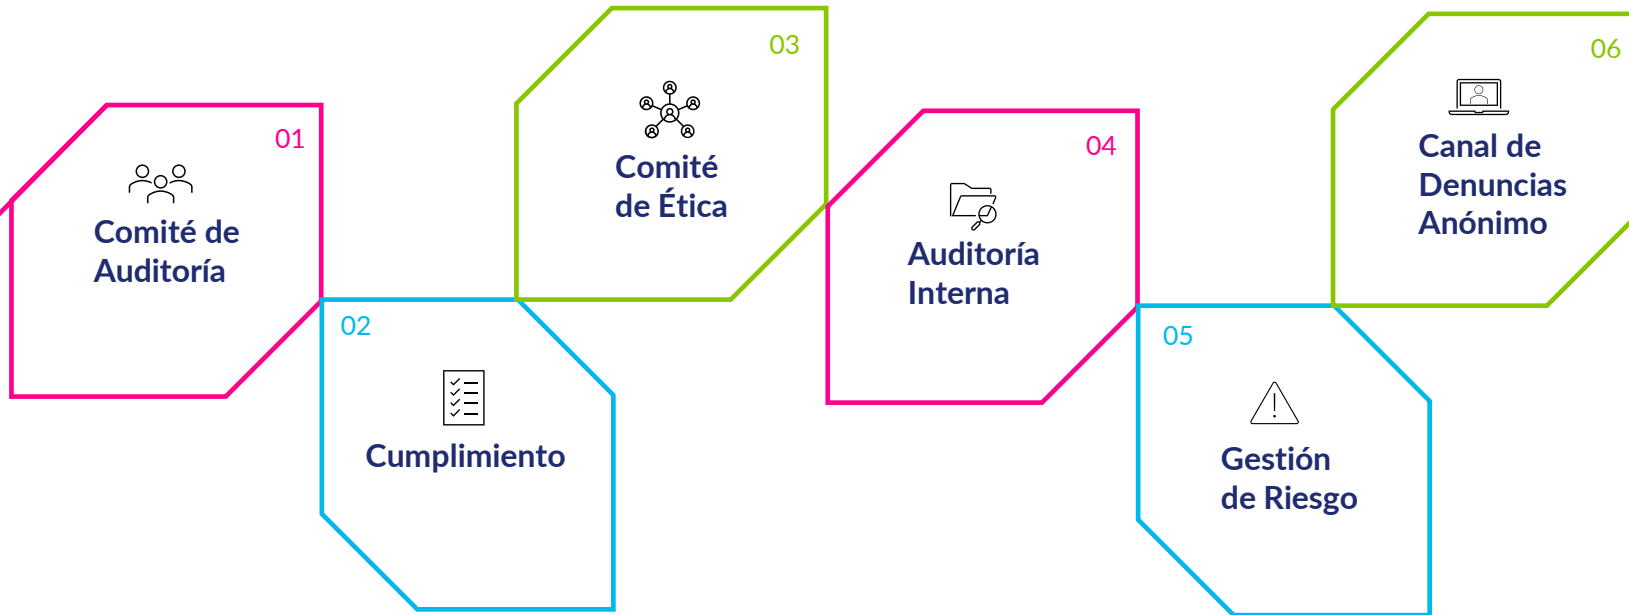 01
Comité de
Auditoría
02
Cumplimiento
03
Comité
de Ética
04
Auditoría
Interna
05
Gestión
de Riesgo
06
Canal de
Denuncias
Anónimo